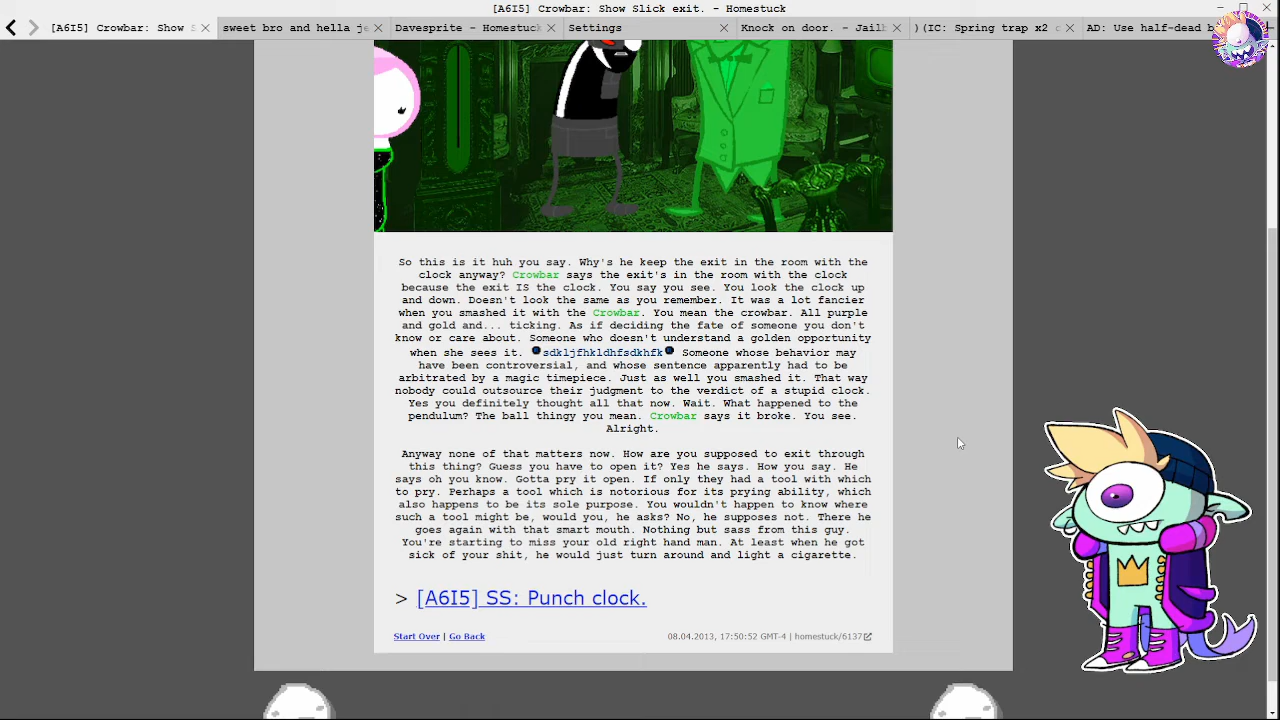 [A6I5] Crowbar: Show Slick exit. - Homestuck
[A6I5] Crowbar: Show S
sweet bro and hella je
Davesprite - Homestuck
Settings
Knock on door. - Jailb
)(IC: Spring trap x2 c
AD: Use half-dead
So this is it huh you say. Why's he keep the exit in the room with the
clock anyway? Crowbar says the exit's in the room with the clock
because the exit IS the clock. You say you see. You look the clock up
and down. Doesn't look the same as you remember. It was a lot fancier
when you smashed it with the Crowbar. You mean the crowbar. All purple
and gold and... ticking. As if deciding the fate of someone you don't
know or care about. Someone who doesn't understand a golden opportunity
when she sees it. sdkljfhkldhfsdkhfk Someone whose behavior may
have been controversial, and whose sentence apparently had to be
arbitrated by a magic timepiece. Just as well you smashed it. That way
nobody could outsource their judgment to the verdict of a stupid clock.
Yes you definitely thought all that now. Wait. What happened to the
pendulum? The ball thingy you mean. Crowbar says it broke. You see.
Alright.
Anyway none of that matters now. How are you supposed to exit through
this thing? Guess you have to open it? Yes he says. How you say. He
says oh you know. Gotta pry it open. If only they had a tool with which
to pry. Perhaps a tool which is notorious for its prying ability, which
also happens to be its sole purpose. You wouldn't happen to know where
such a tool might be, would you, he asks? No, he supposes not. There he
goes again with that smart mouth. Nothing but sass from this guy.
You're starting to miss your old right hand man. At least when he got
sick of your shit, he would just turn around and light a cigarette.
> [A6I5] SS: Punch clock.
Start Over | Go Back
08.04.2013, 17:50:52 GMT-4 | homestuck/6137